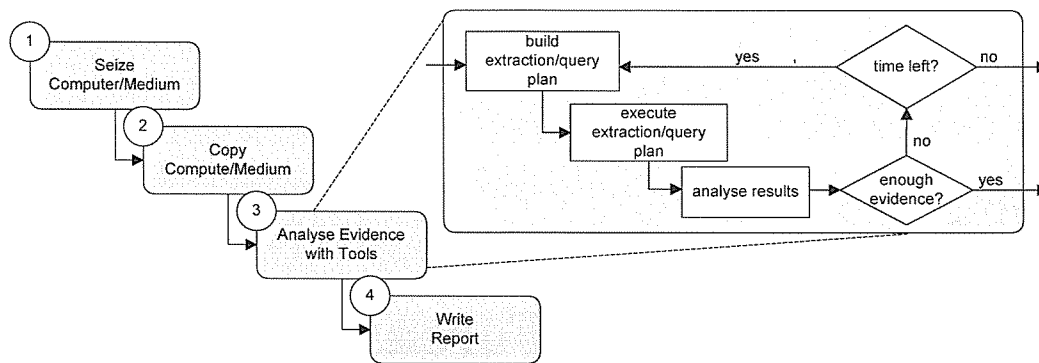 1
Seize
Computer/Medium
2
Copy
Compute/Medium
3
Analyse Evidence
with Tools
4
Write
Report
build
extraction/query
plan
execute
extraction/query
plan
analyse results
enough
evidence?
yes
no
time left?
no
yes